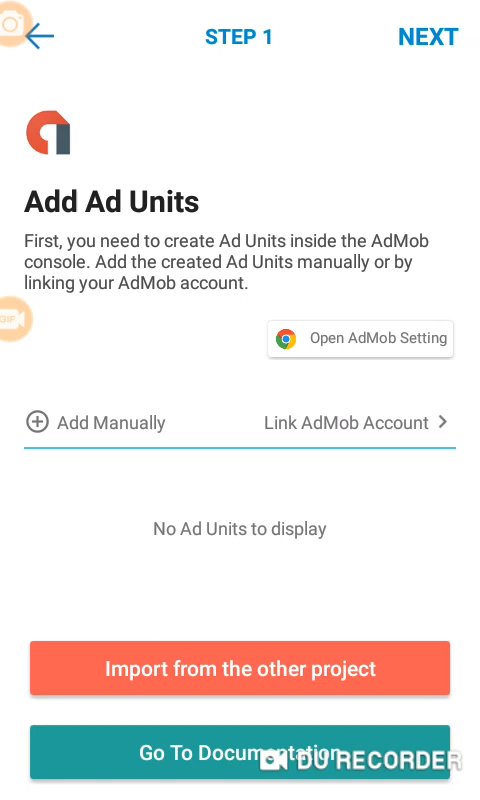 STEP 1
NEXT
Add Ad Units
First, you need to create Ad Units inside the AdMob
console. Add the created Ad Units manually or by
linking your AdMob account.
GIF
Open AdMob Setting
Add Manually
Link AdMob Account
No Ad Units to display
Import from the other project
Go To Documentation
DU RECORDER